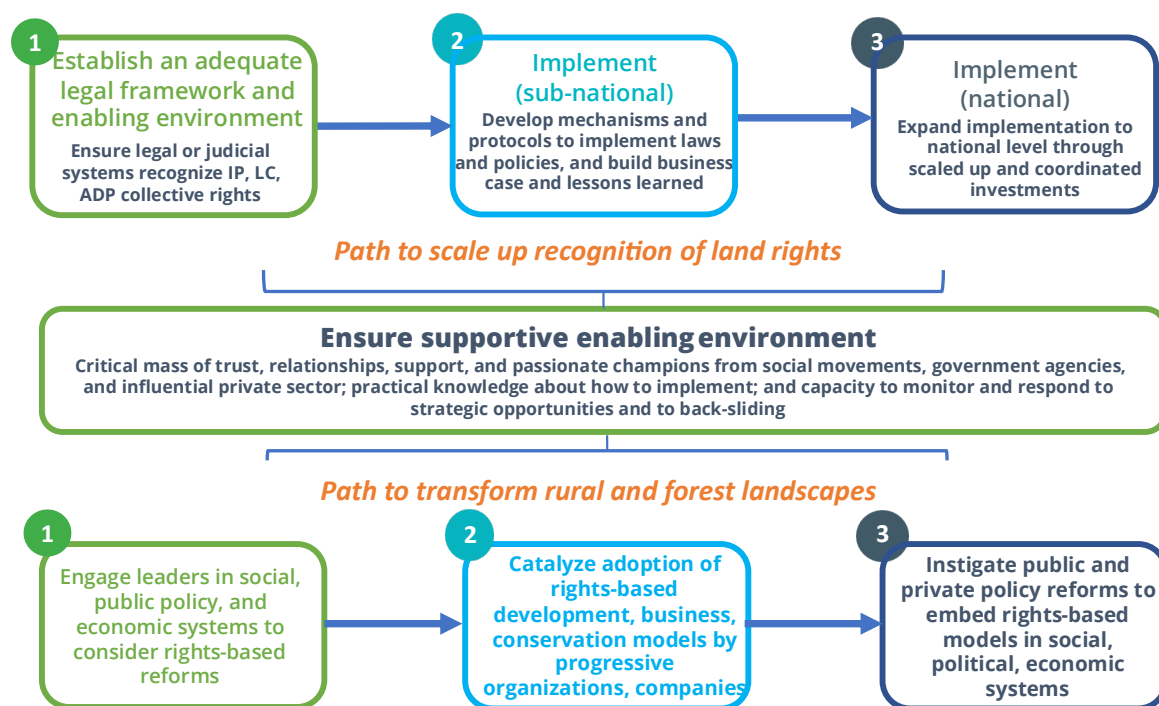 1
Establish an adequate
legal framework and
enabling environment
Ensure legal or judicial
systems recognize IP, LC,
ADP collective rights
2
Implement
(sub-national)
Develop mechanisms and
protocols to implement laws
and policies, and build business
case and lessons learned
3
Implement
(national)
Expand implementation to
national level through
scaled up and coordinated
investments
Path to scale up recognition of land rights
Ensure supportive enabling environment
Critical mass of trust, relationships, support, and passionate champions from social movements, government agencies,
and influential private sector; practical knowledge about how to implement; and capacity to monitor and respond to
strategic opportunities and to back-sliding
Path to transform rural and forest landscapes
1
Engage leaders in social,
public policy, and
economic systems to
consider rights-based
reforms
2
Catalyze adoption of
rights-based
development, business,
conservation models by
progressive
organizations, companies
3
Instigate public and
private policy reforms to
embed rights-based
models in social,
political, economic
systems